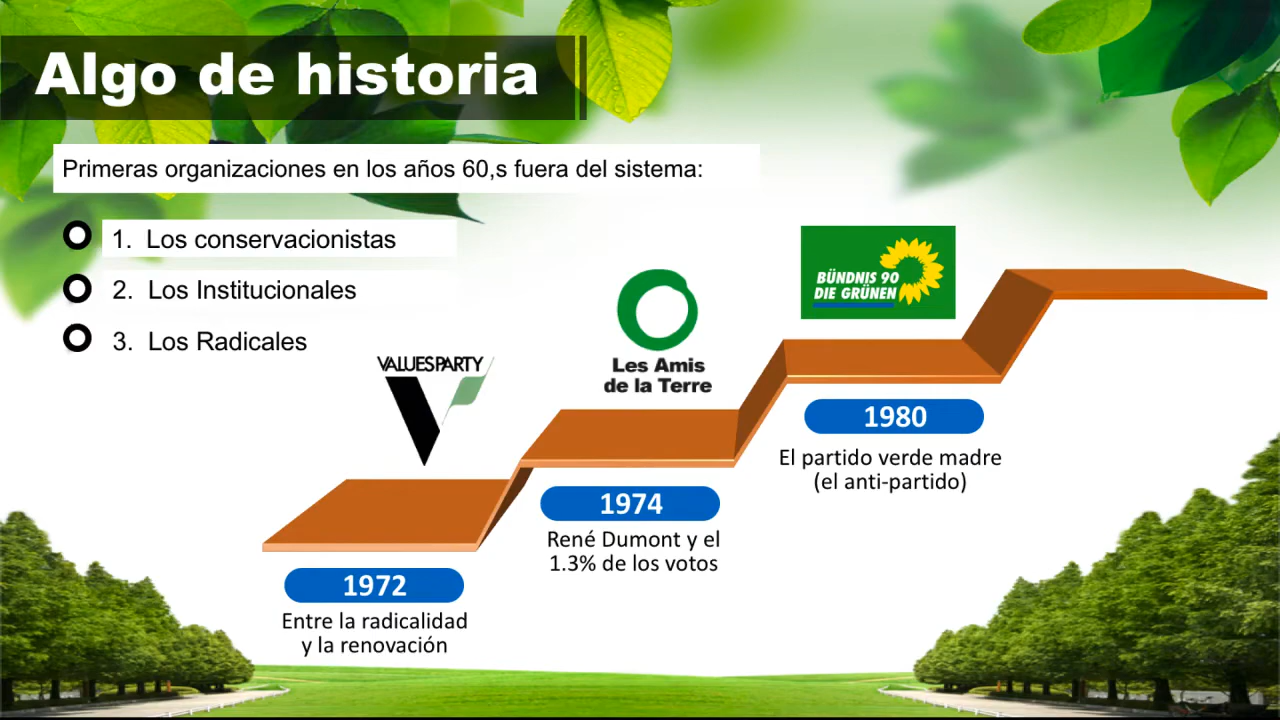 Algo de historia
Primeras organizaciones en los años 60,s fuera del sistema:
1. Los conservacionistas
2. Los Institucionales
3. Los Radicales
VALUESPARTY
Les Amis
de la Terre
BÜNDNIS 90
DIE GRÜNEN
1972
Entre la radicalidad
y la renovación
1974
René Dumont y el
1.3% de los votos
1980
El partido verde madre
(el anti-partido)